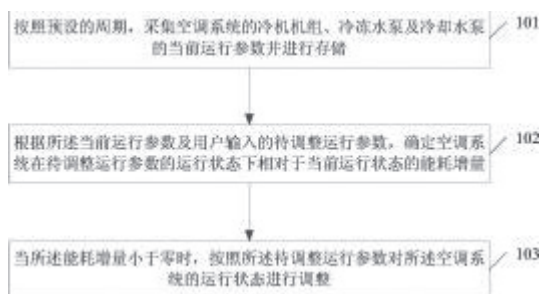 按照预设的周期，采集空调系统的冷机机组、冷冻水泵及冷却水泵
的当前运行参数并进行存储
101
根据所述当前运行参数及用户输入的待调整运行参数，确定空调系
统在待调整运行参数的运行状态下相对于当前运行状态的能耗增量
102
当所述能耗增量小于零时，按照所述待调整运行参数对所述空调系
统的运行状态进行调整
103